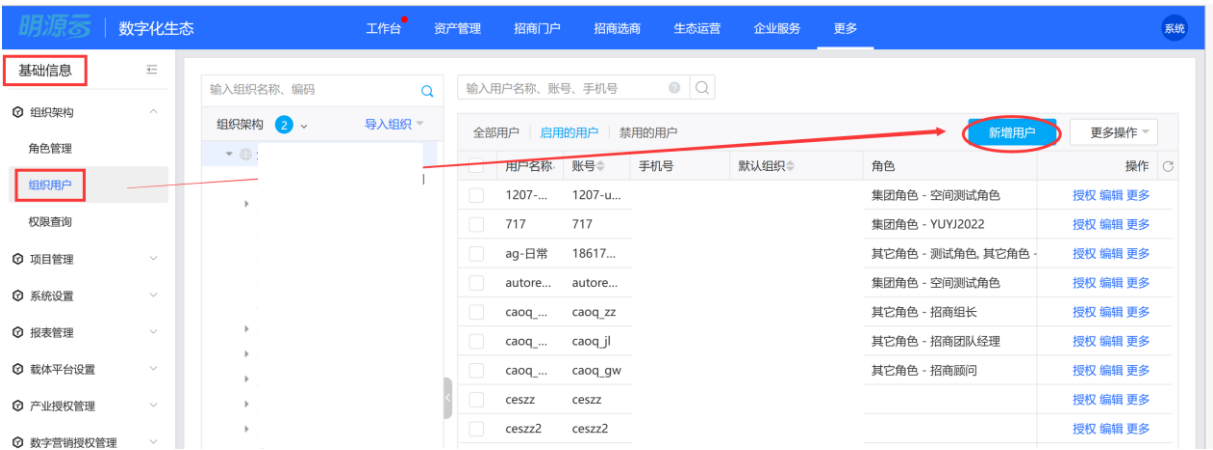 明源云 数字化生态 工作台 资产管理 招商门户 招商选商 生态运营 企业服务 更多 系统
基础信息
组织架构
角色管理
组织用户
权限查询
项目管理
系统设置
报表管理
载体平台设置
产业授权管理
数字营销授权管理
输入组织名称、编码
组织架构 2 导入组织
输入用户名称、账号、手机号
全部用户 启用的用户 禁用的用户 新增用户 更多操作
用户名称 账号 手机号 默认组织 角色 操作
1207-... 1207-u... 集团角色 - 空间测试角色 授权 编辑 更多
717 717 集团角色 - YUYJ2022 授权 编辑 更多
ag-日常 18617... 其它角色 - 测试角色, 其它角色 - 授权 编辑 更多
autore... autore... 集团角色 - 空间测试角色 授权 编辑 更多
caoq_... caoq_zz 其它角色 - 招商组长 授权 编辑 更多
caoq_... caoq_jl 其它角色 - 招商团队经理 授权 编辑 更多
caoq_... caoq_gw 其它角色 - 招商顾问 授权 编辑 更多
ceszz ceszz 授权 编辑 更多
ceszz2 ceszz2 授权 编辑 更多